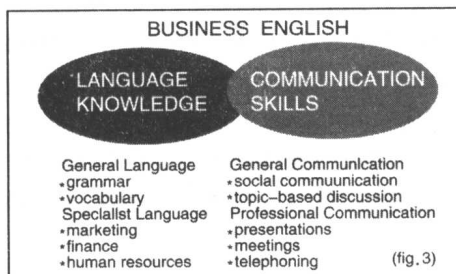 BUSINESS ENGLISH
LANGUAGE KNOWLEDGE
COMMUNICATION SKILLS
General Language
*grammar
*vocabulary
Specialist Language
*marketing
*finance
*human resources
General Communication
*social commuunication
*topic–based discussion
Professional Communication
*presentations
*meetings
*telephoning
(fig.3)